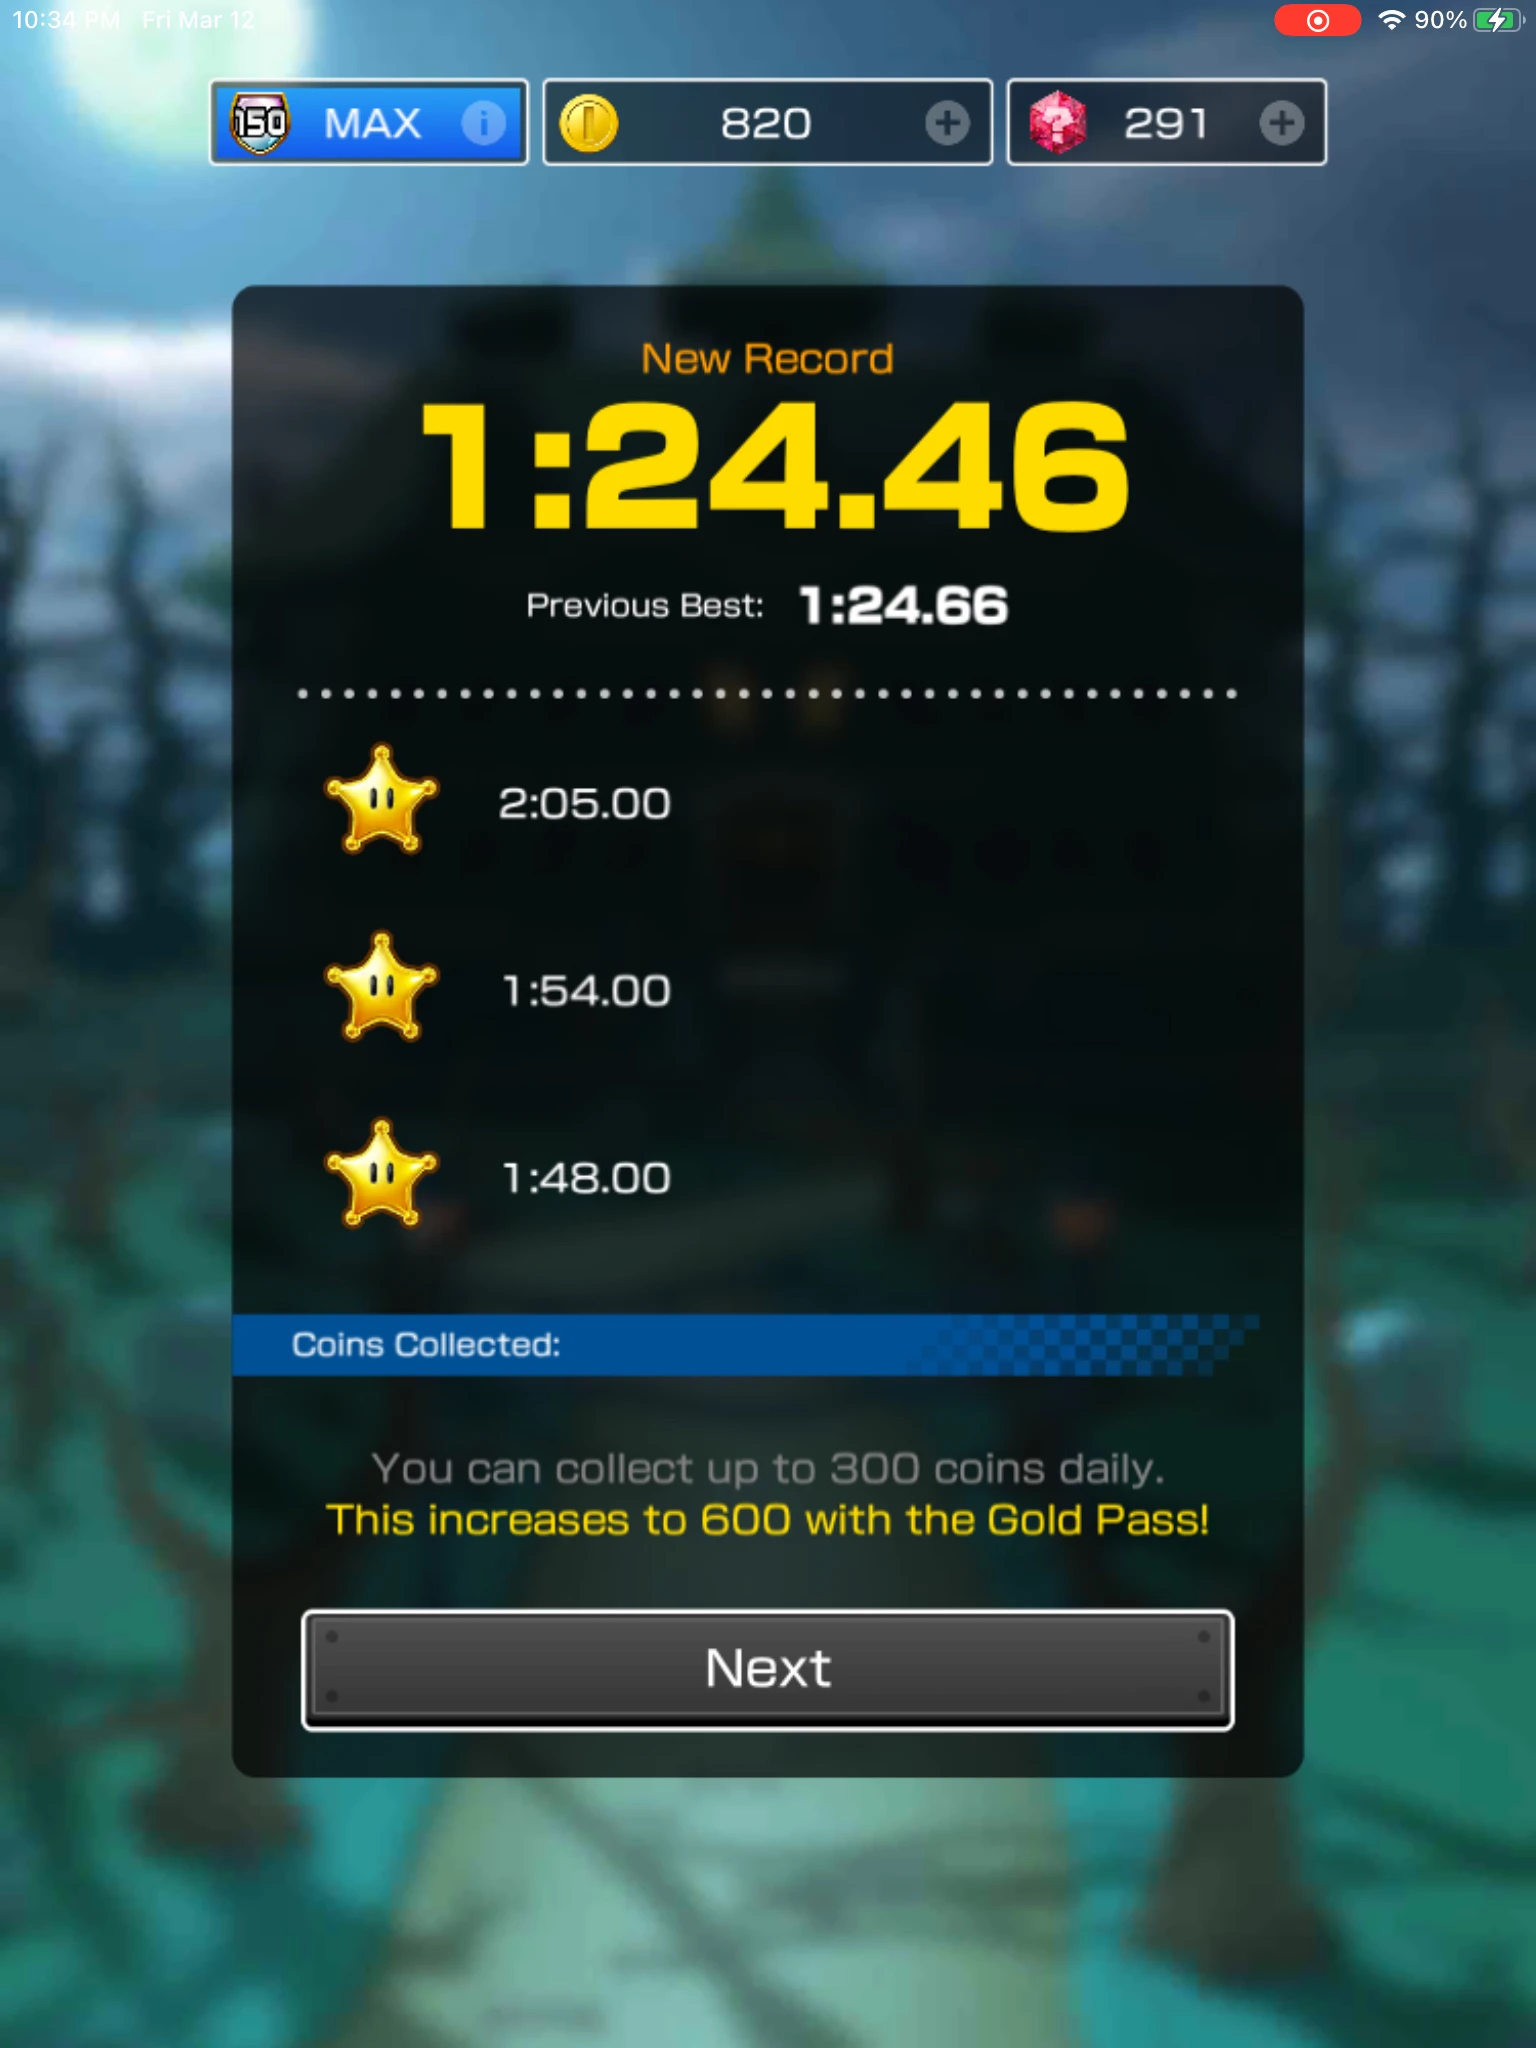 10:34 PM Fri Mar 12 90%
150 MAX i 820 + ? 291 +
New Record
1:24.46
Previous Best: 1:24.66
2:05.00
1:54.00
1:48.00
Coins Collected:
You can collect up to 300 coins daily.
This increases to 600 with the Gold Pass!
Next